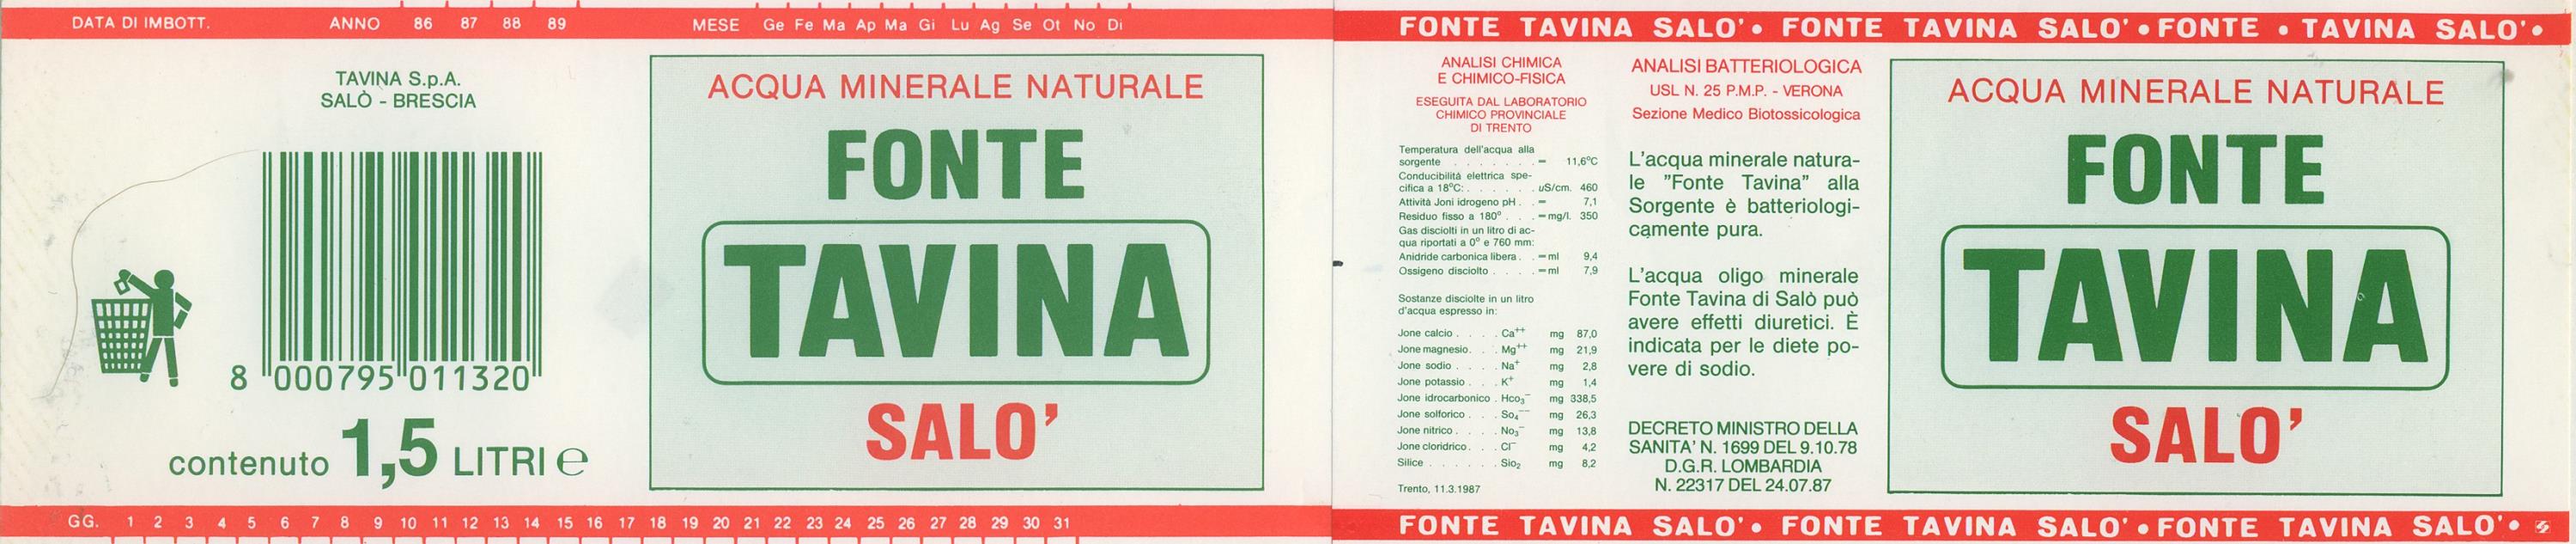 DATA DI IMBOTT. ANNO 86 87 88 89 MESE Ge Fe Ma Ap Ma Gi Lu Ag Se Ot No Di
TAVINA S.p.A.
SALÒ - BRESCIA
8 000795 011320
contenuto 1,5 LITRI ℮
ACQUA MINERALE NATURALE
FONTE
TAVINA
SALO'
GG. 1 2 3 4 5 6 7 8 9 10 11 12 13 14 15 16 17 18 19 20 21 22 23 24 25 26 27 28 29 30 31
FONTE TAVINA SALO' • FONTE TAVINA SALO' • FONTE • TAVINA SALO' •
ANALISI CHIMICA
E CHIMICO-FISICA
ESEGUITA DAL LABORATORIO
CHIMICO PROVINCIALE
DI TRENTO
Temperatura dell'acqua alla
sorgente . . . . . . . = 11,6°C
Conducibilità elettrica spe-
cifica a 18°C: . . . . . . uS/cm. 460
Attività Joni idrogeno pH . . = 7,1
Residuo fisso a 180° . . . = mg/l. 350
Gas disciolti in un litro di ac-
qua riportati a 0° e 760 mm:
Anidride carbonica libera . . = ml 9,4
Ossigeno disciolto . . . . = ml 7,9
Sostanze disciolte in un litro
d'acqua espresso in:
Jone calcio . . . . Ca++ mg 87,0
Jone magnesio . . . Mg++ mg 21,9
Jone sodio . . . . Na+ mg 2,8
Jone potassio . . . K+ mg 1,4
Jone idrocarbonico . Hco3- mg 338,5
Jone solforico . . . So4-- mg 26,3
Jone nitrico . . . . No3- mg 13,8
Jone cloridrico . . . Cl- mg 4,2
Silice . . . . . . Sio2 mg 8,2
Trento, 11.3.1987
ANALISI BATTERIOLOGICA
USL N. 25 P.M.P. - VERONA
Sezione Medico Biotossicologica
L'acqua minerale natura-
le "Fonte Tavina" alla
Sorgente è batteriologi-
camente pura.
L'acqua oligo minerale
Fonte Tavina di Salò può
avere effetti diuretici. È
indicata per le diete po-
vere di sodio.
DECRETO MINISTRO DELLA
SANITA' N. 1699 DEL 9.10.78
D.G.R. LOMBARDIA
N. 22317 DEL 24.07.87
ACQUA MINERALE NATURALE
FONTE
TAVINA
SALO'
FONTE TAVINA SALO' • FONTE TAVINA SALO' • FONTE TAVINA SALO' •